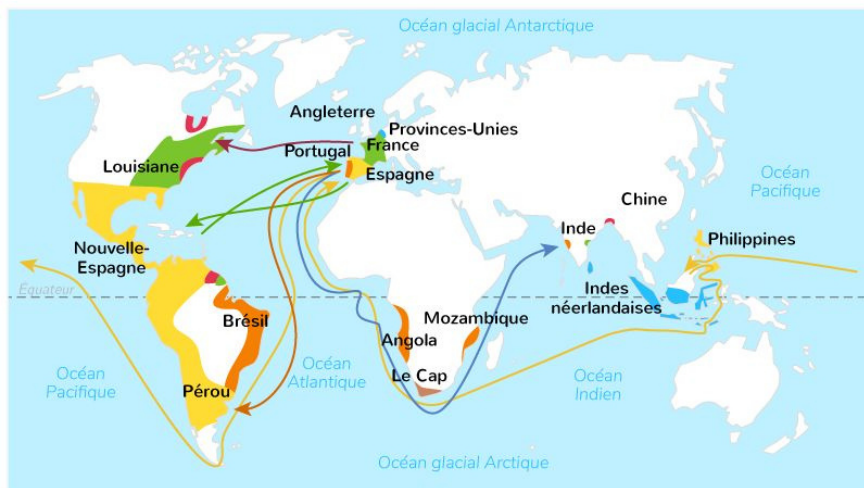 Océan glacial Antarctique
Angleterre
Provinces-Unies
Portugal
France
Louisiane
Espagne
Océan
Pacifique
Chine
Inde
Philippines
Nouvelle-
Espagne
Equateur
Indes
néerlandaises
Brésil
Mozambique
Angola
Océan
Pacifique
Océan
Atlantique
Le Cap
Océan
Indien
Pérou
Océan glacial Arctique